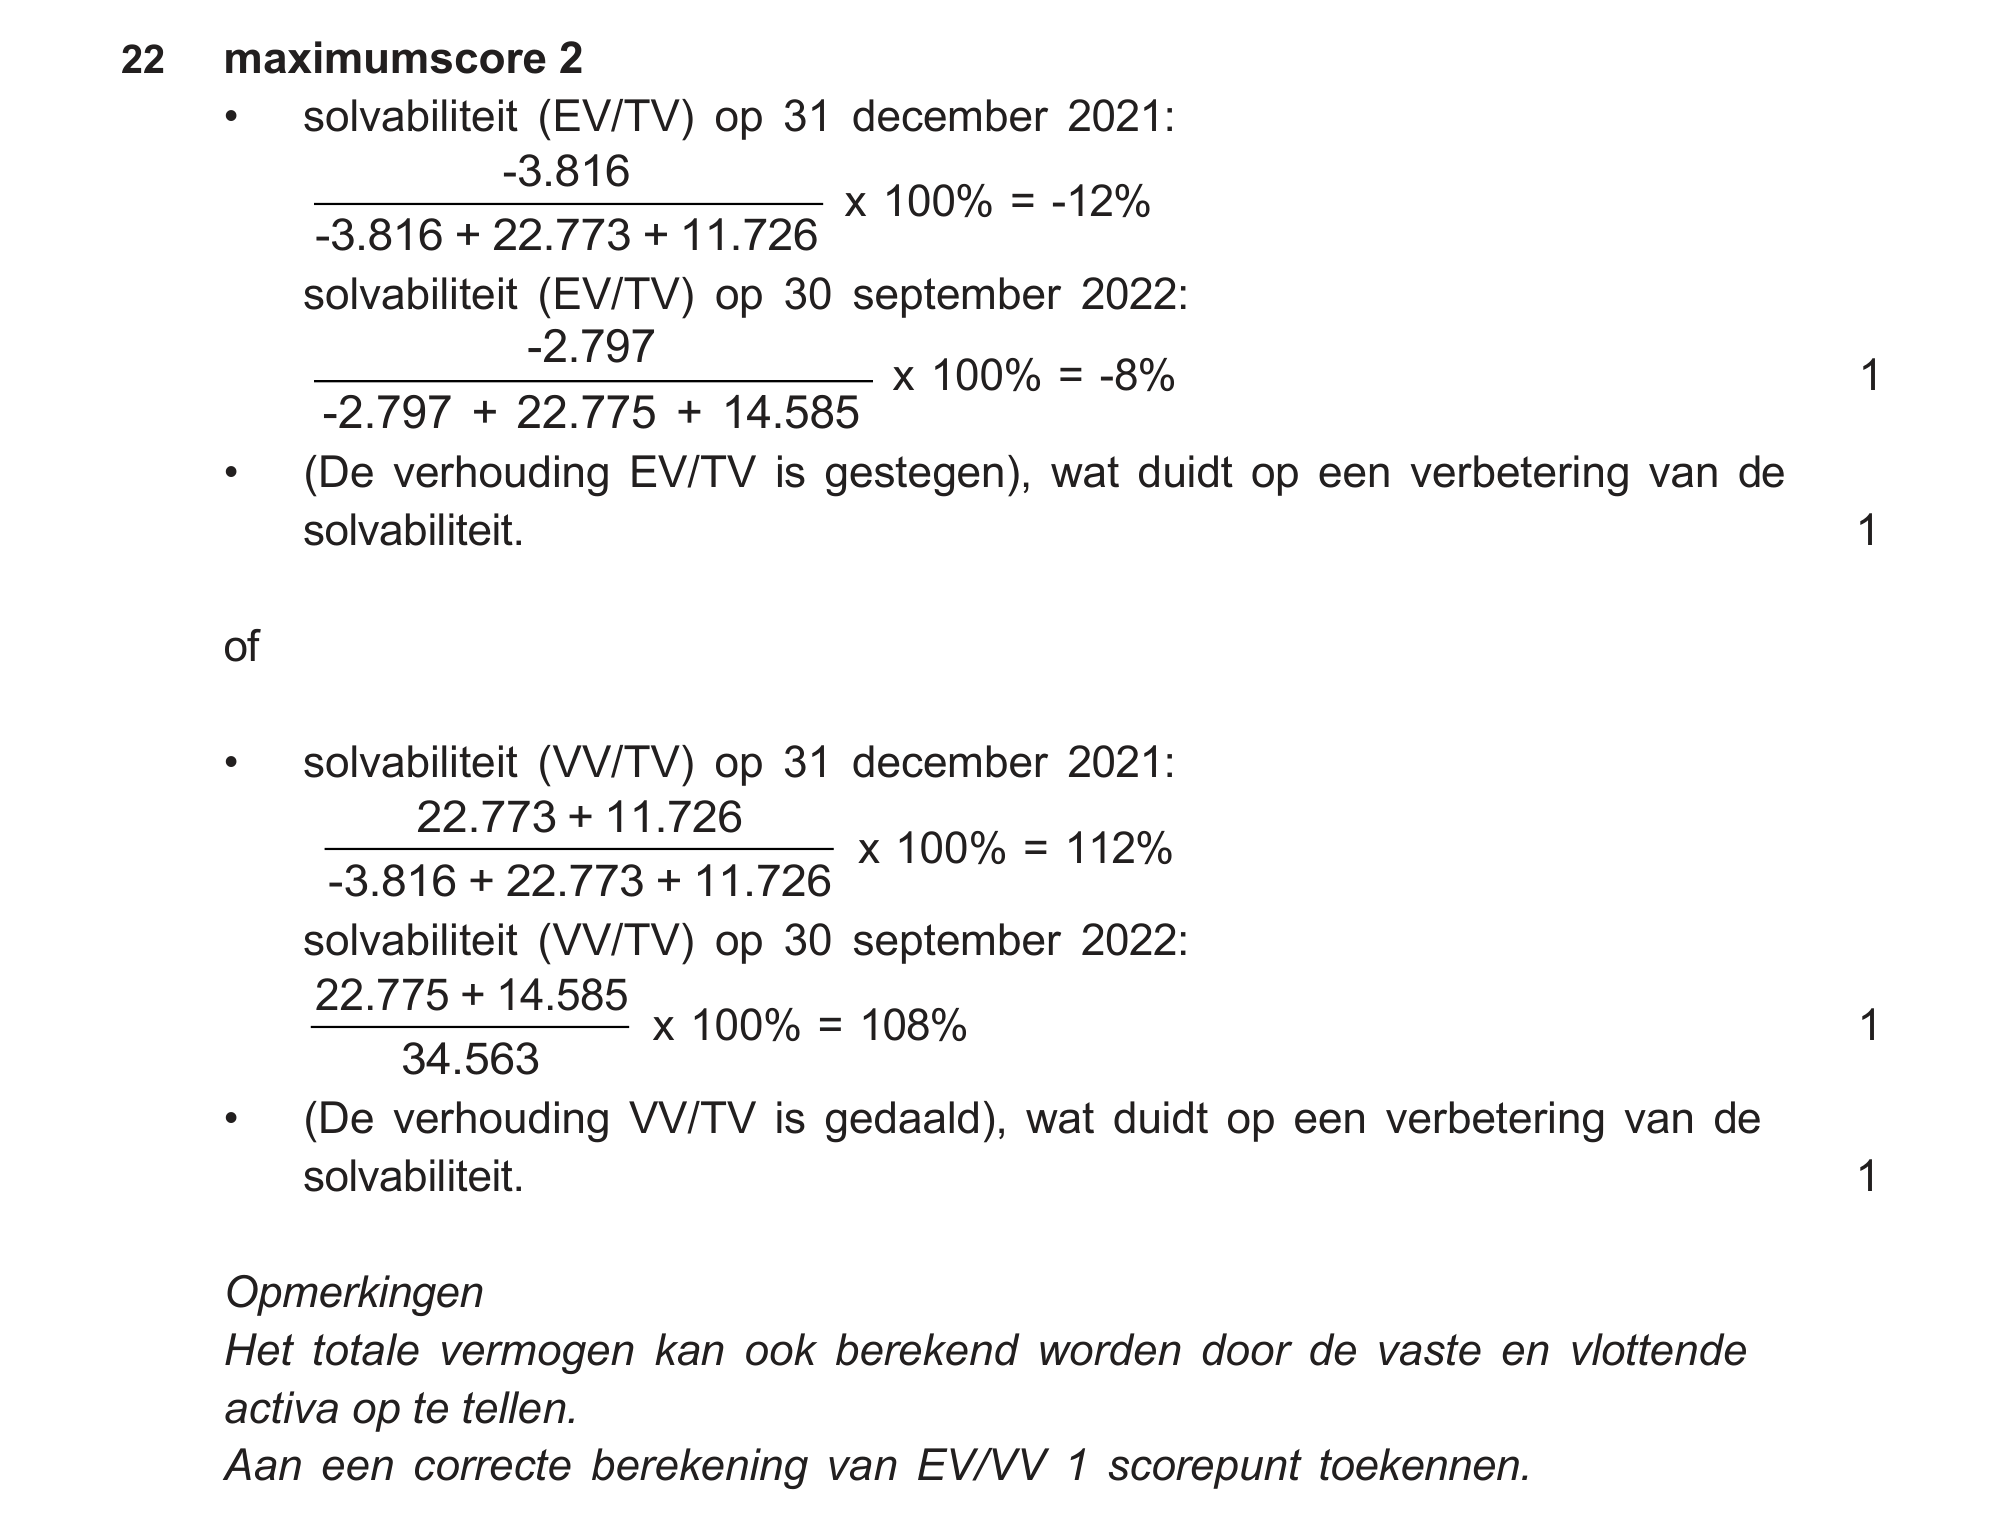 22 maximumscore 2
• solvabiliteit (EV/TV) op 31 december 2021:
-3.816
x 100% = -12%
-3.816 + 22.773 + 11.726
solvabiliteit (EV/TV) op 30 september 2022:
-2.797
x 100% = -8% 1
-2.797 + 22.775 + 14.585
• (De verhouding EV/TV is gestegen), wat duidt op een verbetering van de
solvabiliteit. 1
of
• solvabiliteit (VV/TV) op 31 december 2021:
22.773 + 11.726
x 100% = 112%
-3.816 + 22.773 + 11.726
solvabiliteit (VV/TV) op 30 september 2022:
22.775 + 14.585
x 100% = 108% 1
34.563
• (De verhouding VV/TV is gedaald), wat duidt op een verbetering van de
solvabiliteit. 1
Opmerkingen
Het totale vermogen kan ook berekend worden door de vaste en vlottende
activa op te tellen.
Aan een correcte berekening van EV/VV 1 scorepunt toekennen.